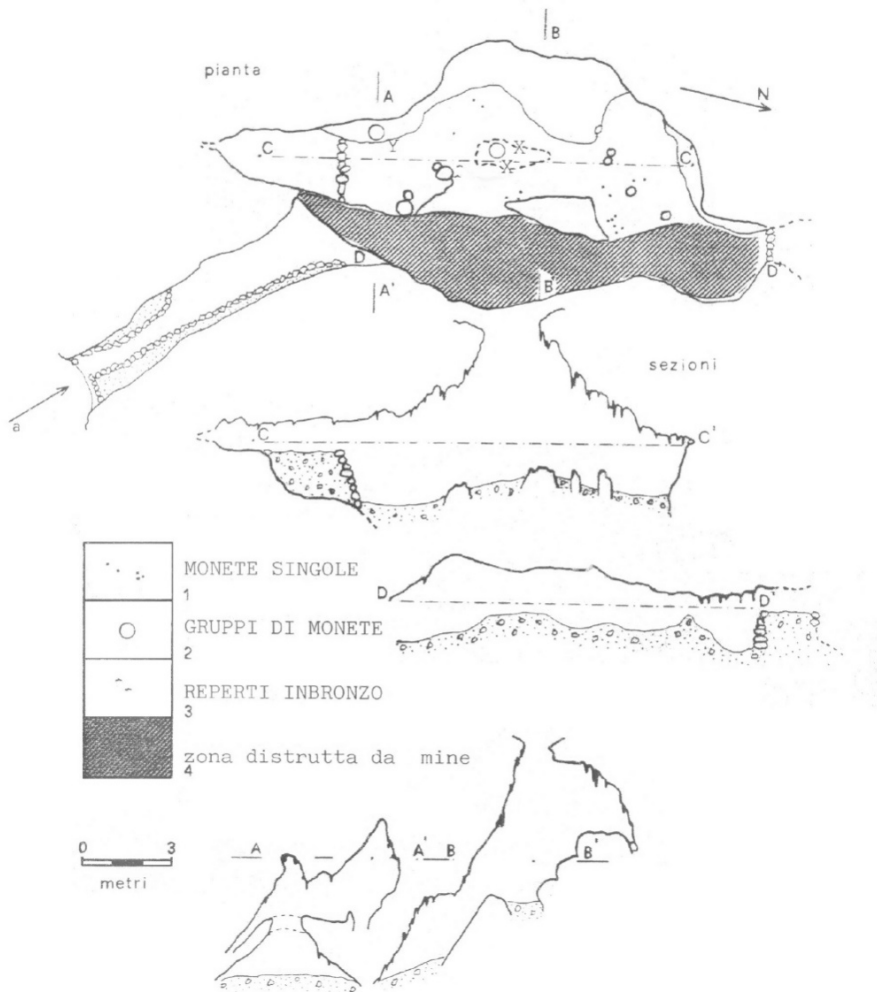 pianta
B
A
N
C
Y
X
X
C'
D
D'
A'
B'
a
sezioni
C
C'
D
D'
MONETE SINGOLE
1
GRUPPI DI MONETE
2
REPERTI INBRONZO
3
zona distrutta da mine
4
0 3
metri
A
A'
B
B'